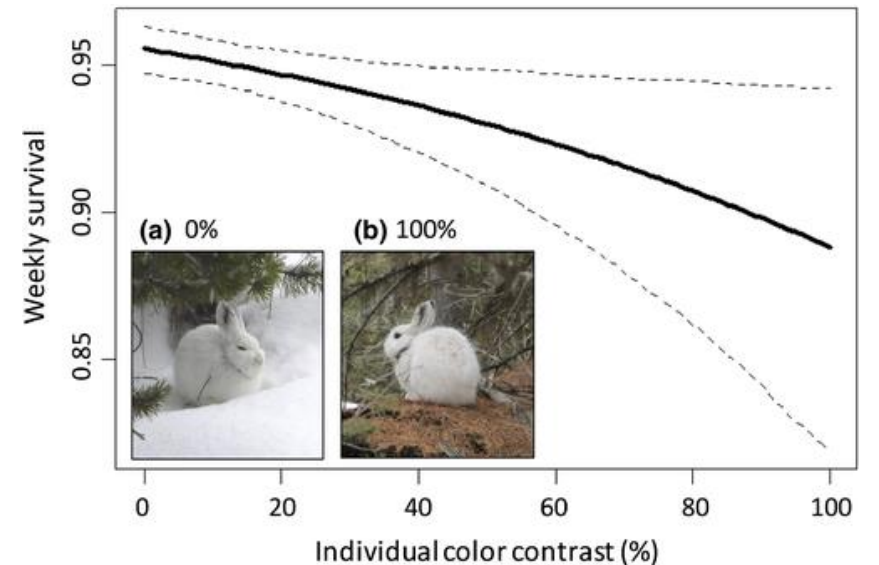 0.95
0.90
0.85
Weekly survival
(a) 0%
(b) 100%
0 20 40 60 80 100
Individual color contrast (%)